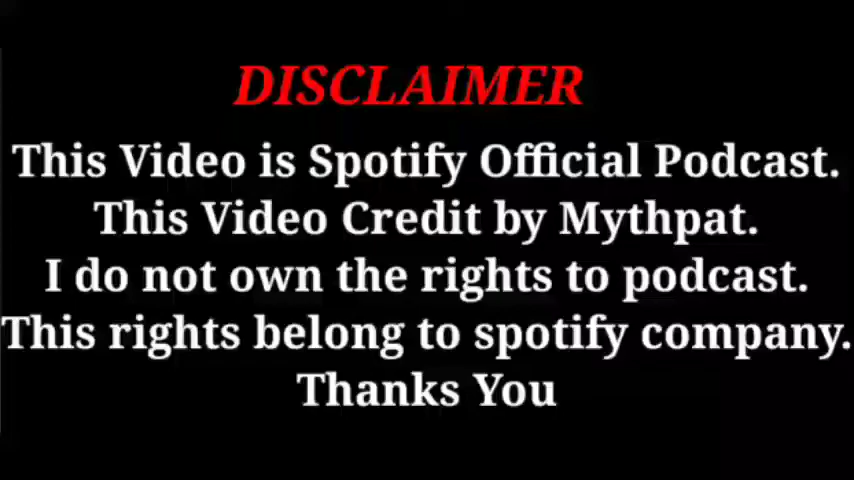 DISCLAIMER
This Video is Spotify Official Podcast.
This Video Credit by Mythpat.
I do not own the rights to podcast.
This rights belong to spotify company.
Thanks You